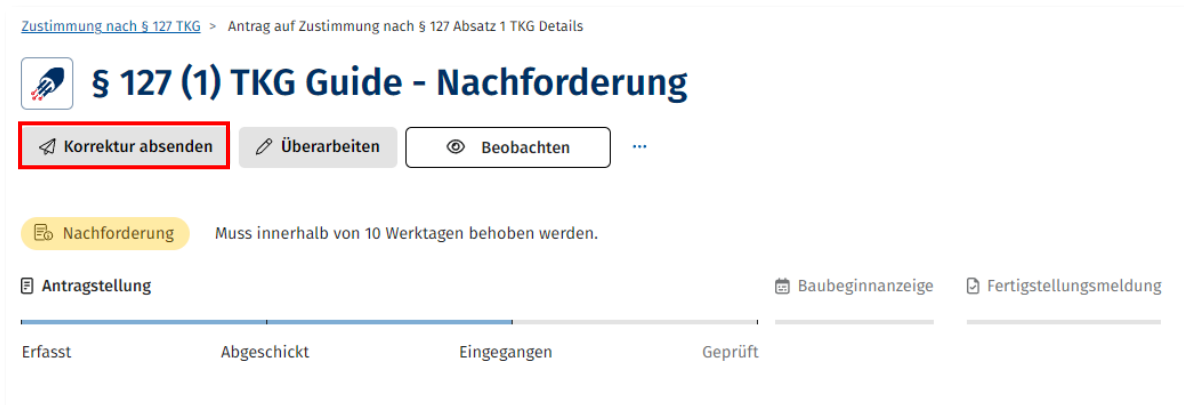 Zustimmung nach § 127 TKG > Antrag auf Zustimmung nach § 127 Absatz 1 TKG Details
§ 127 (1) TKG Guide - Nachforderung
Korrektur absenden Überarbeiten Beobachten ...
Nachforderung Muss innerhalb von 10 Werktagen behoben werden.
Antragstellung Baubeginnanzeige Fertigstellungsmeldung
Erfasst Abgeschickt Eingegangen Geprüft